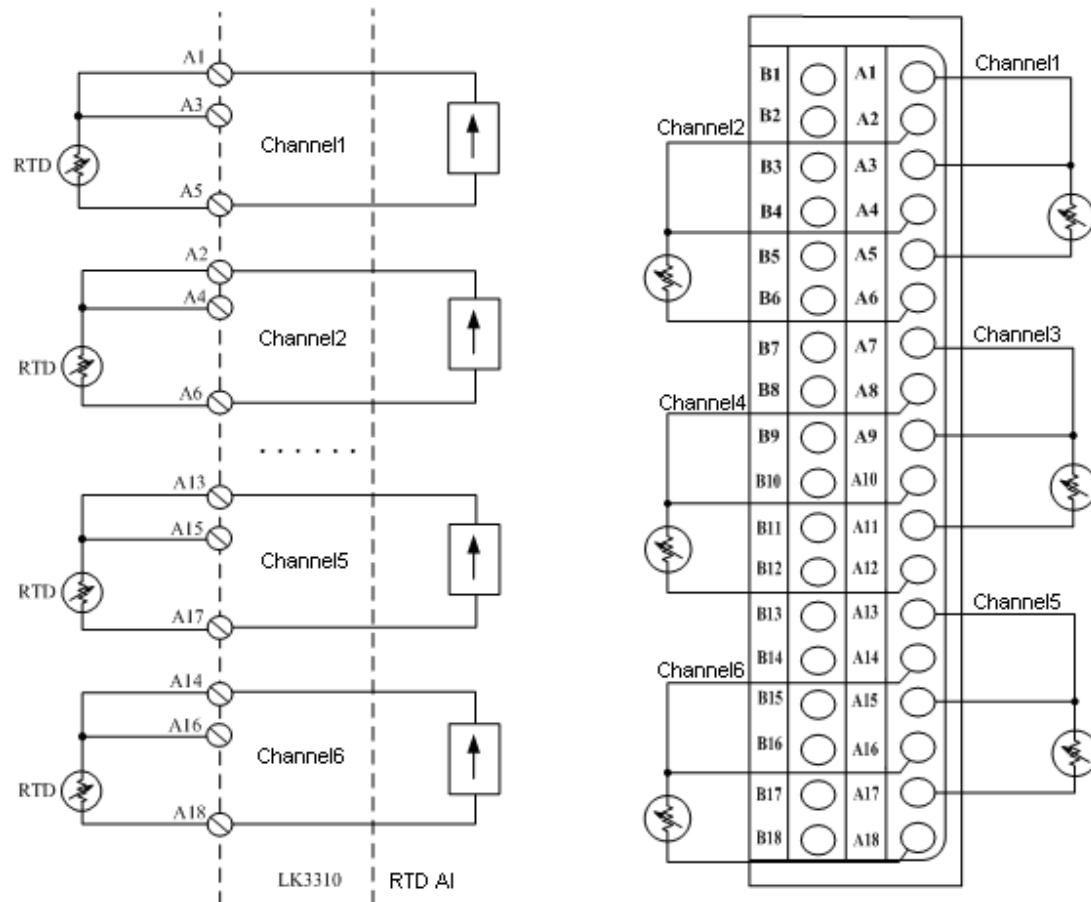 A1
A3
Channel1
RTD
A5
A2
A4
Channel2
RTD
A6
. . . . . .
A13
A15
Channel5
RTD
A17
A14
A16
Channel6
RTD
A18
LK3310 RTD AI
B1 A1 Channel1
B2 A2
Channel2
B3 A3
B4 A4
B5 A5
B6 A6
B7 A7 Channel3
B8 A8
Channel4
B9 A9
B10 A10
B11 A11
B12 A12
B13 A13 Channel5
B14 A14
Channel6
B15 A15
B16 A16
B17 A17
B18 A18